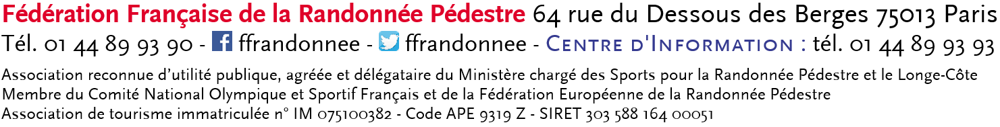 Fédération Française de la Randonnée Pédestre 64 rue du Dessous des Berges 75013 Paris
Tél. 01 44 89 93 90 - ffrandonnee - ffrandonnee - Centre d'Information : tél. 01 44 89 93 93
Association reconnue d’utilité publique, agréée et délégataire du Ministère chargé des Sports pour la Randonnée Pédestre et le Longe-Côte
Membre du Comité National Olympique et Sportif Français et de la Fédération Européenne de la Randonnée Pédestre
Association de tourisme immatriculée n° IM 075100382 - Code APE 9319 Z - SIRET 303 588 164 00051